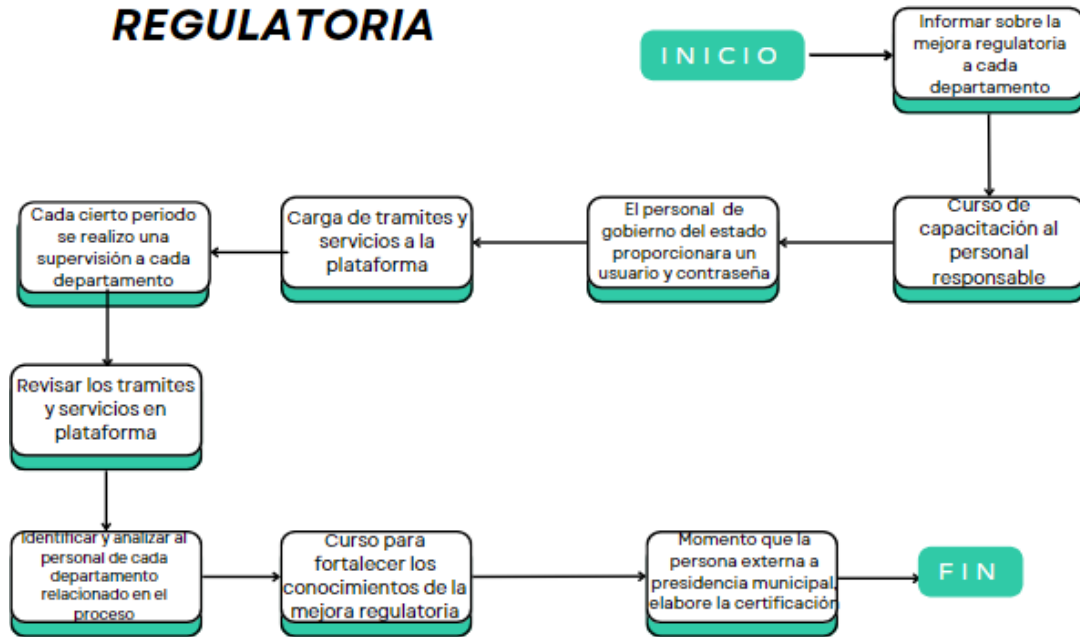 REGULATORIA
INICIO
Informar sobre la
mejora regulatoria
a cada
departamento
Curso de
capacitación al
personal
responsable
El personal de
gobierno del estado
proporcionara un
usuario y contraseña
Carga de tramites y
servicios a la
plataforma
Cada cierto periodo
se realizo una
supervisión a cada
departamento
Revisar los tramites
y servicios en
plataforma
Identificar y analizar al
personal de cada
departamento
relacionado en el
proceso
Curso para
fortalecer los
conocimientos de la
mejora regulatoria
Momento que la
persona externa a
presidencia municipal,
elabore la certificación
FIN